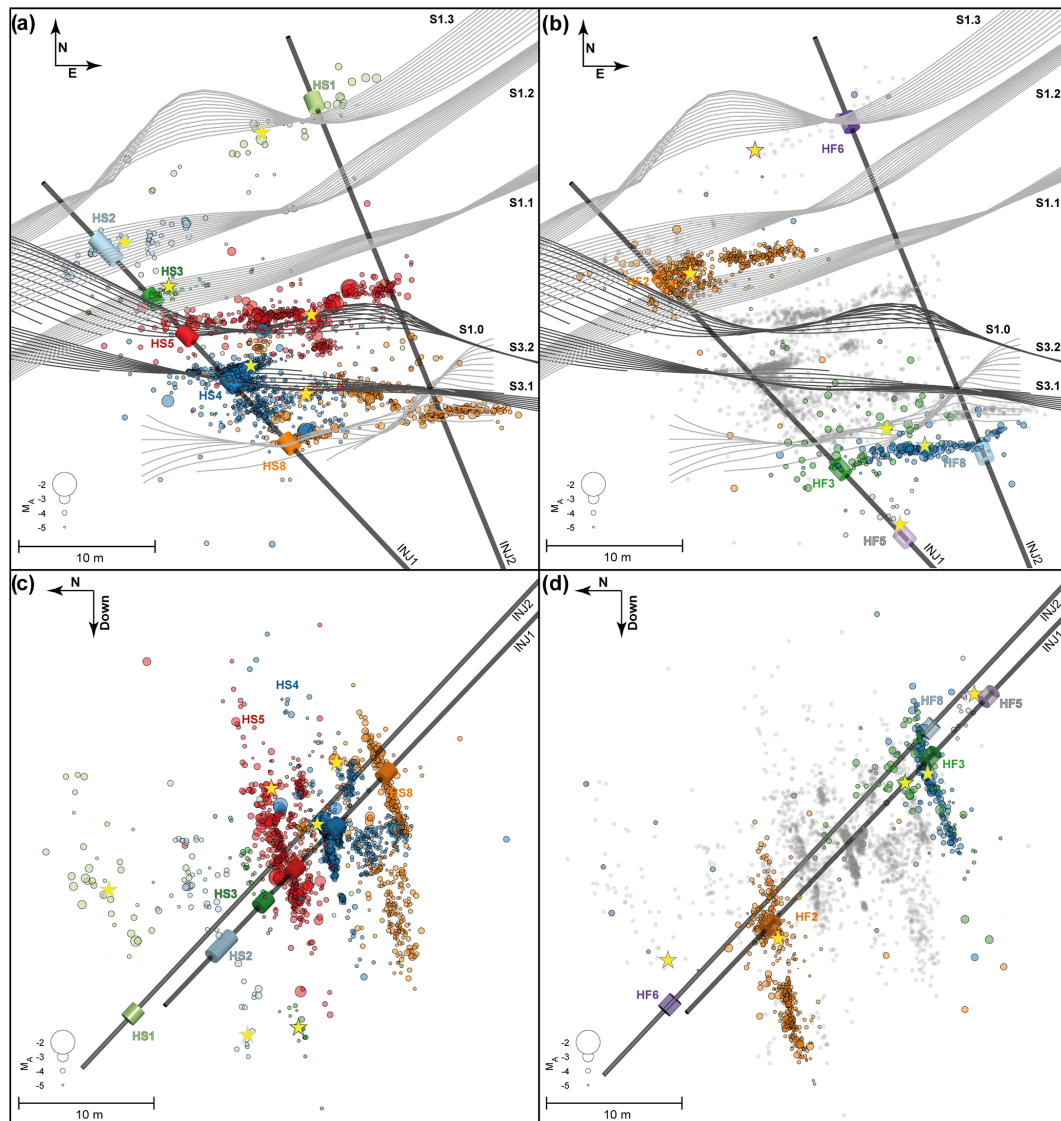 (a)
N
E
S1.3
HS1
S1.2
HS2
S1.1
HS3
S1.0
HS5
S3.2
HS4
S3.1
HS8
-2
-3
-4
-5
MA
10 m
INJ1
INJ2
(b)
N
E
S1.3
S1.2
HF6
S1.1
HF2
S1.0
S3.2
S3.1
HF8
HF3
HF5
-2
-3
-4
-5
MA
10 m
INJ1
INJ2
(c)
N
Down
INJ2
INJ1
HS4
HS5
HS8
HS3
HS2
HS1
-2
-3
-4
-5
MA
10 m
(d)
N
Down
INJ2
INJ1
HF8
HF5
HF3
HF2
HF6
-2
-3
-4
-5
MA
10 m